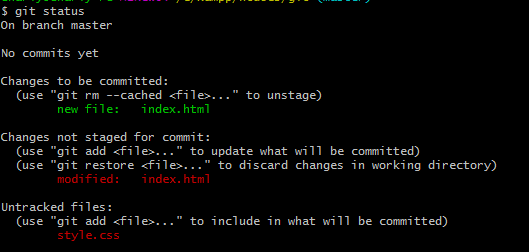 $ git status
On branch master
No commits yet
Changes to be committed:
(use "git rm --cached <file>..." to unstage)
new file: index.html
Changes not staged for commit:
(use "git add <file>..." to update what will be committed)
(use "git restore <file>..." to discard changes in working directory)
modified: index.html
Untracked files:
(use "git add <file>..." to include in what will be committed)
style.css